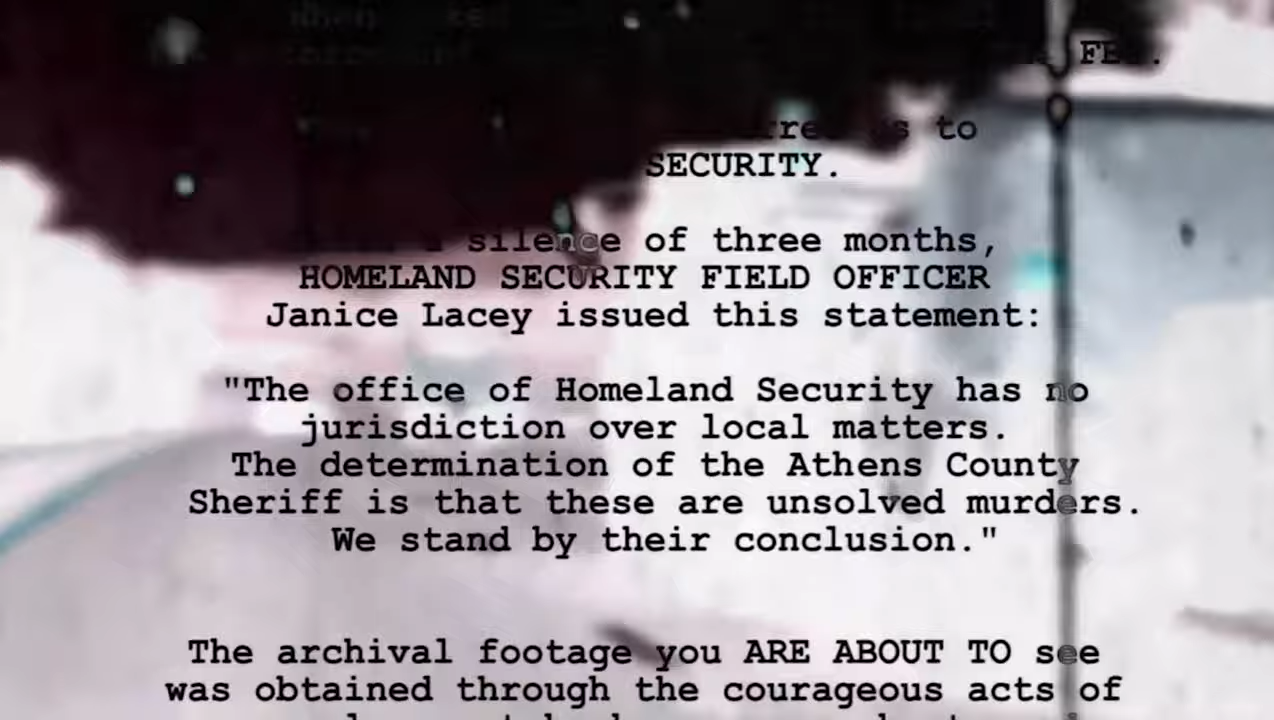 to
SECURITY.
silence of three months,
HOMELAND SECURITY FIELD OFFICER
Janice Lacey issued this statement:
"The office of Homeland Security has no
jurisdiction over local matters.
The determination of the Athens County
Sheriff is that these are unsolved murders.
We stand by their conclusion."
The archival footage you ARE ABOUT TO see
was obtained through the courageous acts of